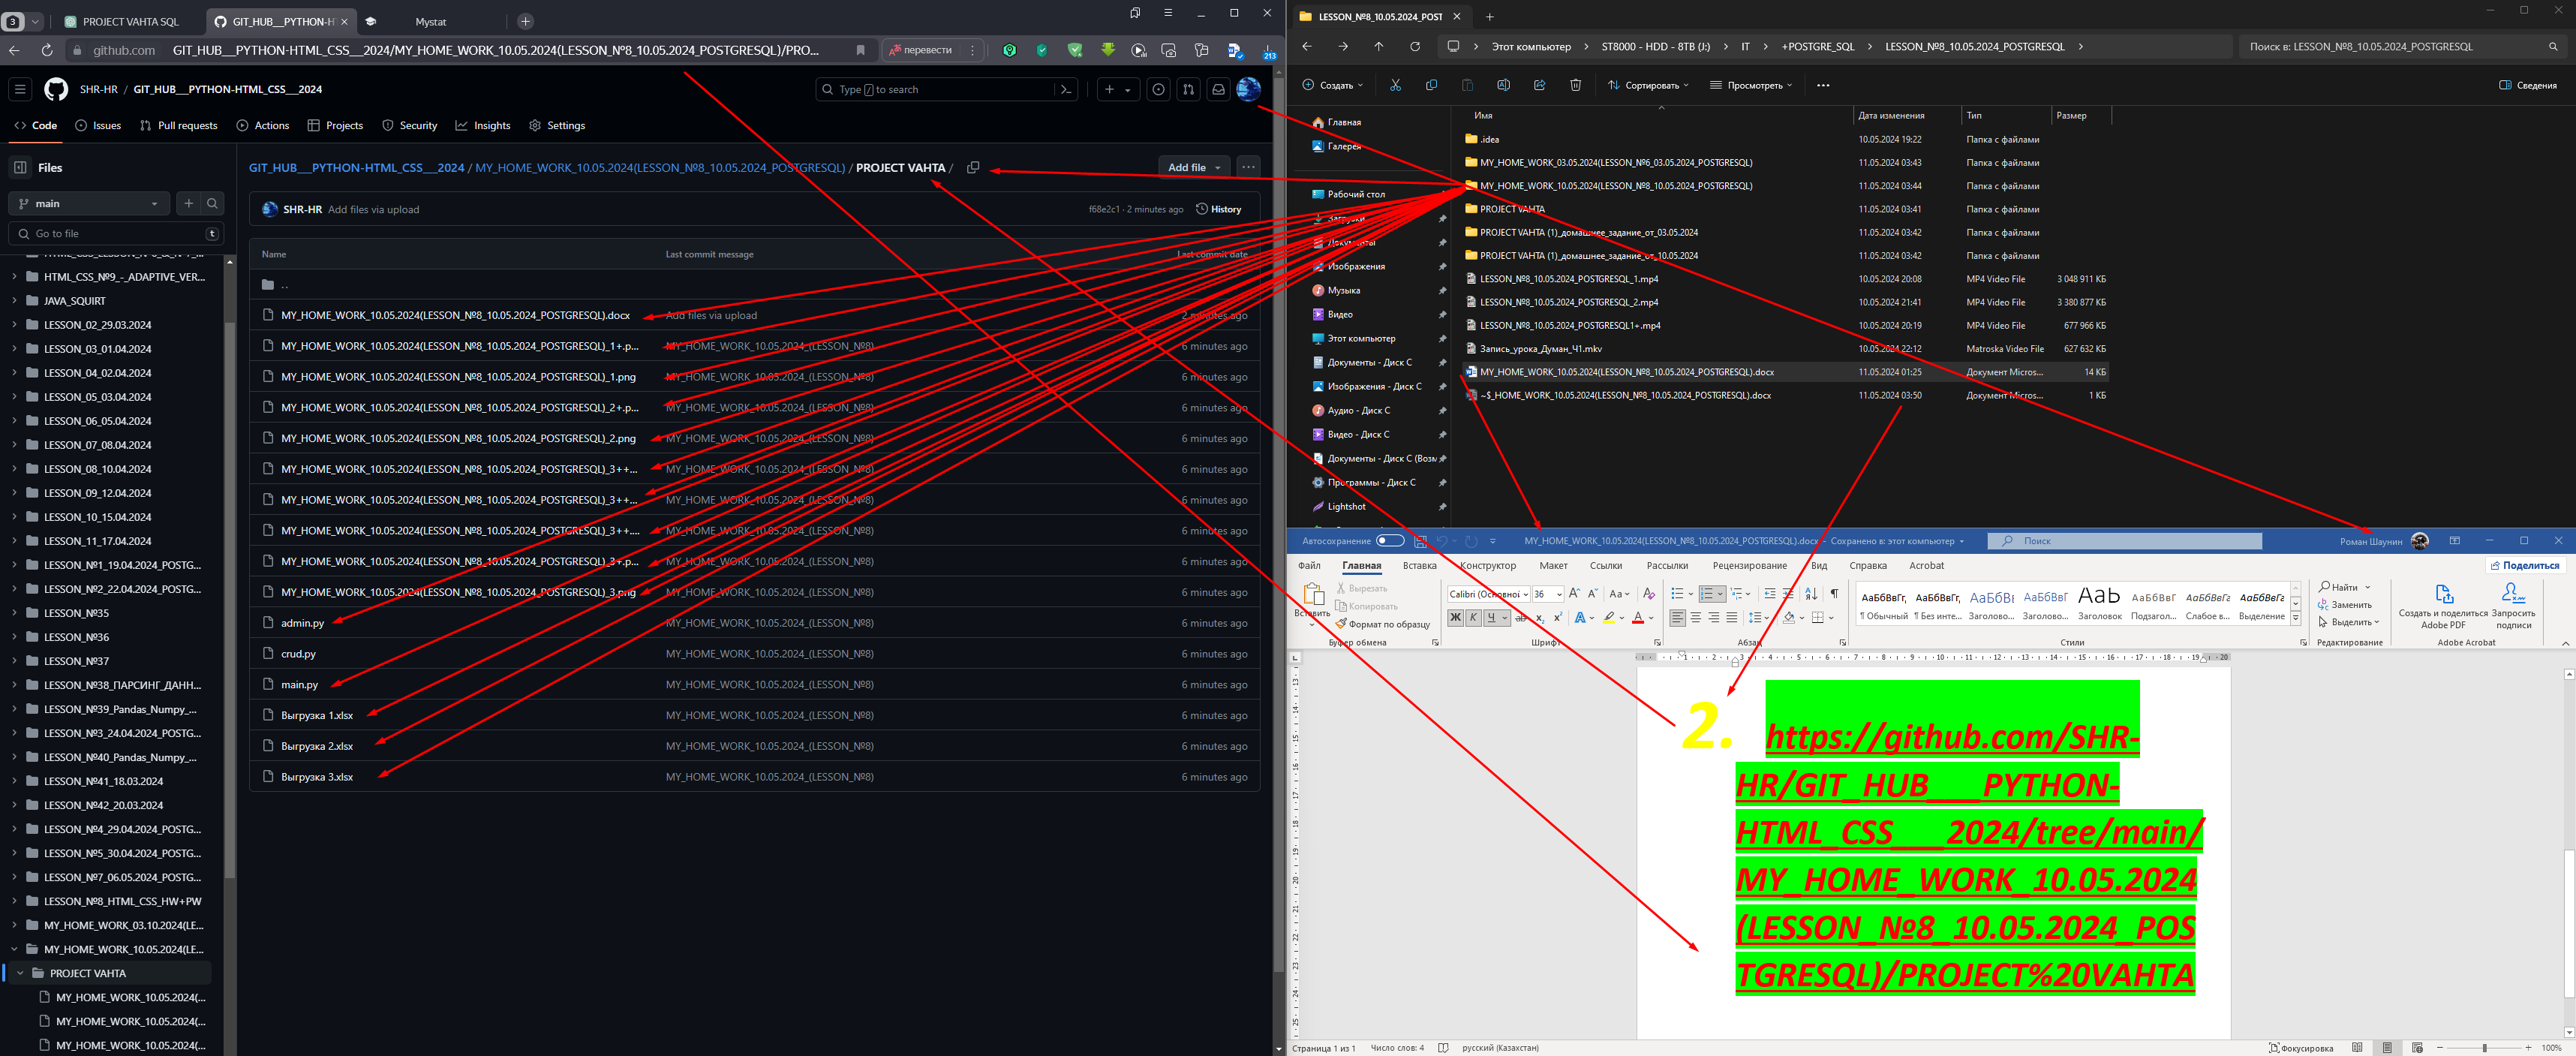 3
PROJECT VAHTA SQL
GIT_HUB__PYTHON-HT
Mystat
github.com
GIT_HUB__PYTHON-HTML_CSS__2024/MY_HOME_WORK_10.05.2024(LESSON_№8_10.05.2024_POSTGRESQL)/PRO...
перевести
213
SHR-HR / GIT_HUB__PYTHON-HTML_CSS__2024
Type / to search
Code
Issues
Pull requests
Actions
Projects
Security
Insights
Settings
Files
main
Go to file
t
HTML_CSS_№9_-_ADAPTIVE_VER...
JAVA_SQUIRT
LESSON_02_29.03.2024
LESSON_03_01.04.2024
LESSON_04_02.04.2024
LESSON_05_03.04.2024
LESSON_06_05.04.2024
LESSON_07_08.04.2024
LESSON_08_10.04.2024
LESSON_09_12.04.2024
LESSON_10_15.04.2024
LESSON_11_17.04.2024
LESSON_№1_19.04.2024_POSTG...
LESSON_№2_22.04.2024_POSTG...
LESSON_№35
LESSON_№36
LESSON_№37
LESSON_№38_ПАРСИНГ_ДАНН...
LESSON_№39_Pandas_Numpy_...
LESSON_№3_24.04.2024_POSTG...
LESSON_№40_Pandas_Numpy_...
LESSON_№41_18.03.2024
LESSON_№42_20.03.2024
LESSON_№4_29.04.2024_POSTG...
LESSON_№5_30.04.2024_POSTG...
LESSON_№7_06.05.2024_POSTG...
LESSON_№8_HTML_CSS_HW+PW
MY_HOME_WORK_03.10.2024(LE...
MY_HOME_WORK_10.05.2024(LE...
PROJECT VAHTA
MY_HOME_WORK_10.05.2024(...
MY_HOME_WORK_10.05.2024(...
MY_HOME_WORK_10.05.2024(...
GIT_HUB__PYTHON-HTML_CSS__2024 / MY_HOME_WORK_10.05.2024(LESSON_№8_10.05.2024_POSTGRESQL) / PROJECT VAHTA /
Add file
SHR-HR Add files via upload
f68e2c1 · 2 minutes ago
History
Name Last commit message Last commit date
..
MY_HOME_WORK_10.05.2024(LESSON_№8_10.05.2024_POSTGRESQL).docx Add files via upload 2 minutes ago
MY_HOME_WORK_10.05.2024(LESSON_№8_10.05.2024_POSTGRESQL)_1+.p... MY_HOME_WORK_10.05.2024_(LESSON_№8) 6 minutes ago
MY_HOME_WORK_10.05.2024(LESSON_№8_10.05.2024_POSTGRESQL)_1.png MY_HOME_WORK_10.05.2024_(LESSON_№8) 6 minutes ago
MY_HOME_WORK_10.05.2024(LESSON_№8_10.05.2024_POSTGRESQL)_2+.p... MY_HOME_WORK_10.05.2024_(LESSON_№8) 6 minutes ago
MY_HOME_WORK_10.05.2024(LESSON_№8_10.05.2024_POSTGRESQL)_2.png MY_HOME_WORK_10.05.2024_(LESSON_№8) 6 minutes ago
MY_HOME_WORK_10.05.2024(LESSON_№8_10.05.2024_POSTGRESQL)_3++... MY_HOME_WORK_10.05.2024_(LESSON_№8) 6 minutes ago
MY_HOME_WORK_10.05.2024(LESSON_№8_10.05.2024_POSTGRESQL)_3++... MY_HOME_WORK_10.05.2024_(LESSON_№8) 6 minutes ago
MY_HOME_WORK_10.05.2024(LESSON_№8_10.05.2024_POSTGRESQL)_3++.... MY_HOME_WORK_10.05.2024_(LESSON_№8) 6 minutes ago
MY_HOME_WORK_10.05.2024(LESSON_№8_10.05.2024_POSTGRESQL)_3+.p... MY_HOME_WORK_10.05.2024_(LESSON_№8) 6 minutes ago
MY_HOME_WORK_10.05.2024(LESSON_№8_10.05.2024_POSTGRESQL)_3.png MY_HOME_WORK_10.05.2024_(LESSON_№8) 6 minutes ago
admin.py MY_HOME_WORK_10.05.2024_(LESSON_№8) 6 minutes ago
crud.py MY_HOME_WORK_10.05.2024_(LESSON_№8) 6 minutes ago
main.py MY_HOME_WORK_10.05.2024_(LESSON_№8) 6 minutes ago
Выгрузка 1.xlsx MY_HOME_WORK_10.05.2024_(LESSON_№8) 6 minutes ago
Выгрузка 2.xlsx MY_HOME_WORK_10.05.2024_(LESSON_№8) 6 minutes ago
Выгрузка 3.xlsx MY_HOME_WORK_10.05.2024_(LESSON_№8) 6 minutes ago
LESSON_№8_10.05.2024_POST
Этот компьютер > ST8000 - HDD - 8TB (J:) > IT > +POSTGRE_SQL > LESSON_№8_10.05.2024_POSTGRESQL >
Поиск в: LESSON_№8_10.05.2024_POSTGRESQL
Создать
Сортировать
Просмотреть
Сведения
Главная
Галерея
Рабочий стол
Загрузки
Документы
Изображения
Музыка
Видео
Этот компьютер
Документы - Диск С
Изображения - Диск С
Аудио - Диск С
Видео - Диск С
Документы - Диск С (Возм
Программы - Диск С
Lightshot
Имя Дата изменения Тип Размер
.idea 10.05.2024 19:22 Папка с файлами
MY_HOME_WORK_03.05.2024(LESSON_№6_03.05.2024_POSTGRESQL) 11.05.2024 03:43 Папка с файлами
MY_HOME_WORK_10.05.2024(LESSON_№8_10.05.2024_POSTGRESQL) 11.05.2024 03:44 Папка с файлами
PROJECT VAHTA 11.05.2024 03:41 Папка с файлами
PROJECT VAHTA (1)_домашнее_задание_от_03.05.2024 11.05.2024 03:42 Папка с файлами
PROJECT VAHTA (1)_домашнее_задание_от_10.05.2024 11.05.2024 03:42 Папка с файлами
LESSON_№8_10.05.2024_POSTGRESQL_1.mp4 10.05.2024 20:08 MP4 Video File 3 048 911 КБ
LESSON_№8_10.05.2024_POSTGRESQL_2.mp4 10.05.2024 21:41 MP4 Video File 3 380 877 КБ
LESSON_№8_10.05.2024_POSTGRESQL1+.mp4 10.05.2024 20:19 MP4 Video File 677 966 КБ
Запись_урока_Думан_Ч1.mkv 10.05.2024 22:12 Matroska Video File 627 632 КБ
MY_HOME_WORK_10.05.2024(LESSON_№8_10.05.2024_POSTGRESQL).docx 11.05.2024 01:25 Документ Micros... 14 КБ
~$_HOME_WORK_10.05.2024(LESSON_№8_10.05.2024_POSTGRESQL).docx 11.05.2024 03:50 Документ Micros... 1 КБ
Автосохранение
MY_HOME_WORK_10.05.2024(LESSON_№8_10.05.2024_POSTGRESQL).docx - Сохранено в: этот компьютер
Поиск
Роман Шаунин
Файл Главная Вставка Конструктор Макет Ссылки Рассылки Рецензирование Вид Справка Acrobat
Поделиться
Вставить
Вырезать
Копировать
Формат по образцу
Буфер обмена
Calibri (Основної 36
Ж К Ч
Шрифт
Абзац
АаБбВвГг, АаБбВвГг, АаБбВв АаБбВвГ АаЬ АаБбВвГ АаБбВвГг АаБбВвГг
¶ Обычный ¶ Без инте... Заголово... Заголово... Заголовок Подзагол... Слабое в... Выделение
Стили
Найти
Заменить
Выделить
Редактирование
Создать и поделиться Adobe PDF
Запросить подписи
Adobe Acrobat
2. https://github.com/SHR-
HR/GIT_HUB___PYTHON-
HTML_CSS___2024/tree/main/
MY_HOME_WORK_10.05.2024
(LESSON_№8_10.05.2024_POS
TGRESQL)/PROJECT%20VAHTA
Страница 1 из 1 Число слов: 4 русский (Казахстан)
Фокусировка
100%